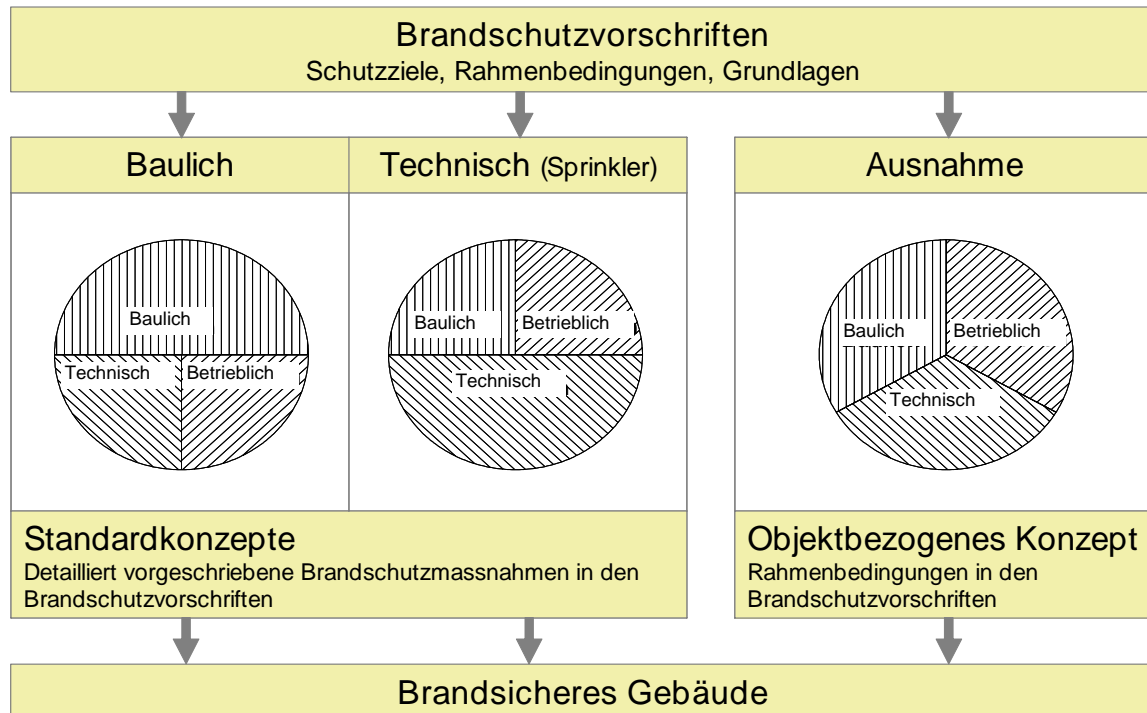 Brandschutzvorschriften
Schutzziele, Rahmenbedingungen, Grundlagen
Baulich
Technisch (Sprinkler)
Ausnahme
Baulich
Technisch
Betrieblich
Baulich
Betrieblich
Technisch
Baulich
Betrieblich
Technisch
Standardkonzepte
Detailliert vorgeschriebene Brandschutzmassnahmen in den
Brandschutzvorschriften
Objektbezogenes Konzept
Rahmenbedingungen in den
Brandschutzvorschriften
Brandsicheres Gebäude